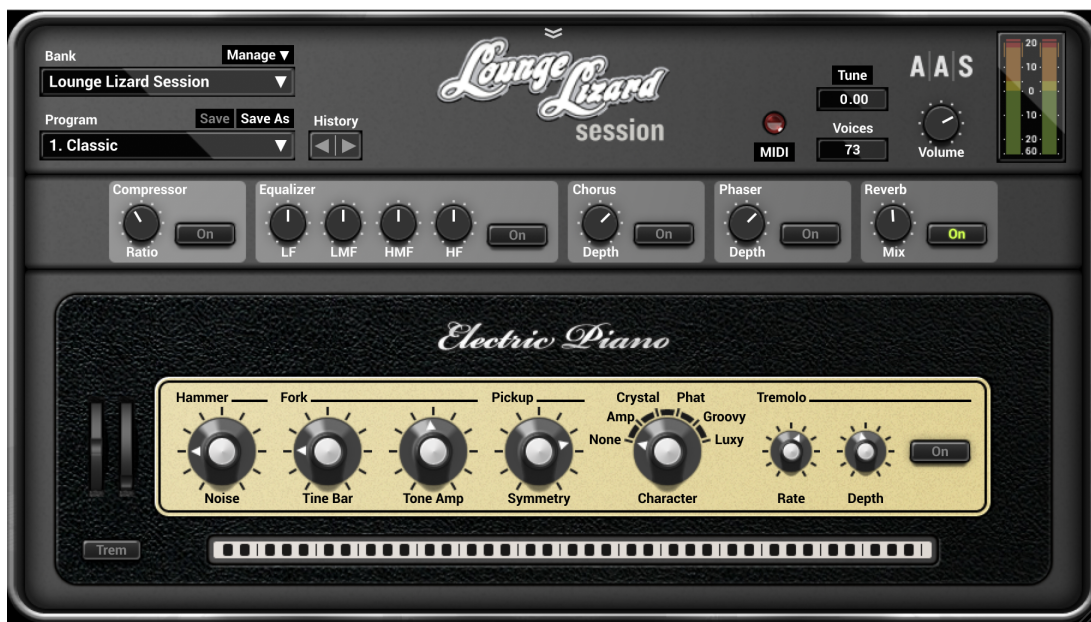 Bank
Manage ▼
Lounge Lizard Session ▼
Program
Save Save As
1. Classic ▼
History
Lounge
Lizard
session
MIDI
Tune
0.00
Voices
73
A|A|S
Volume
20
10
0
10
20
60
Compressor
Ratio
On
Equalizer
LF LMF HMF HF
On
Chorus
Depth
On
Phaser
Depth
On
Reverb
Mix
On
Electric Piano
Hammer
Noise
Fork
Tine Bar
Tone Amp
Pickup
Symmetry
None
Amp
Crystal
Phat
Groovy
Luxy
Character
Tremolo
Rate
Depth
On
Trem